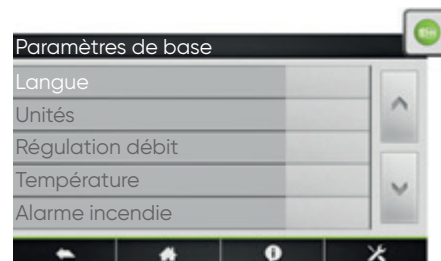 Paramètres de base
Langue
Unités
Régulation débit
Température
Alarme incendie